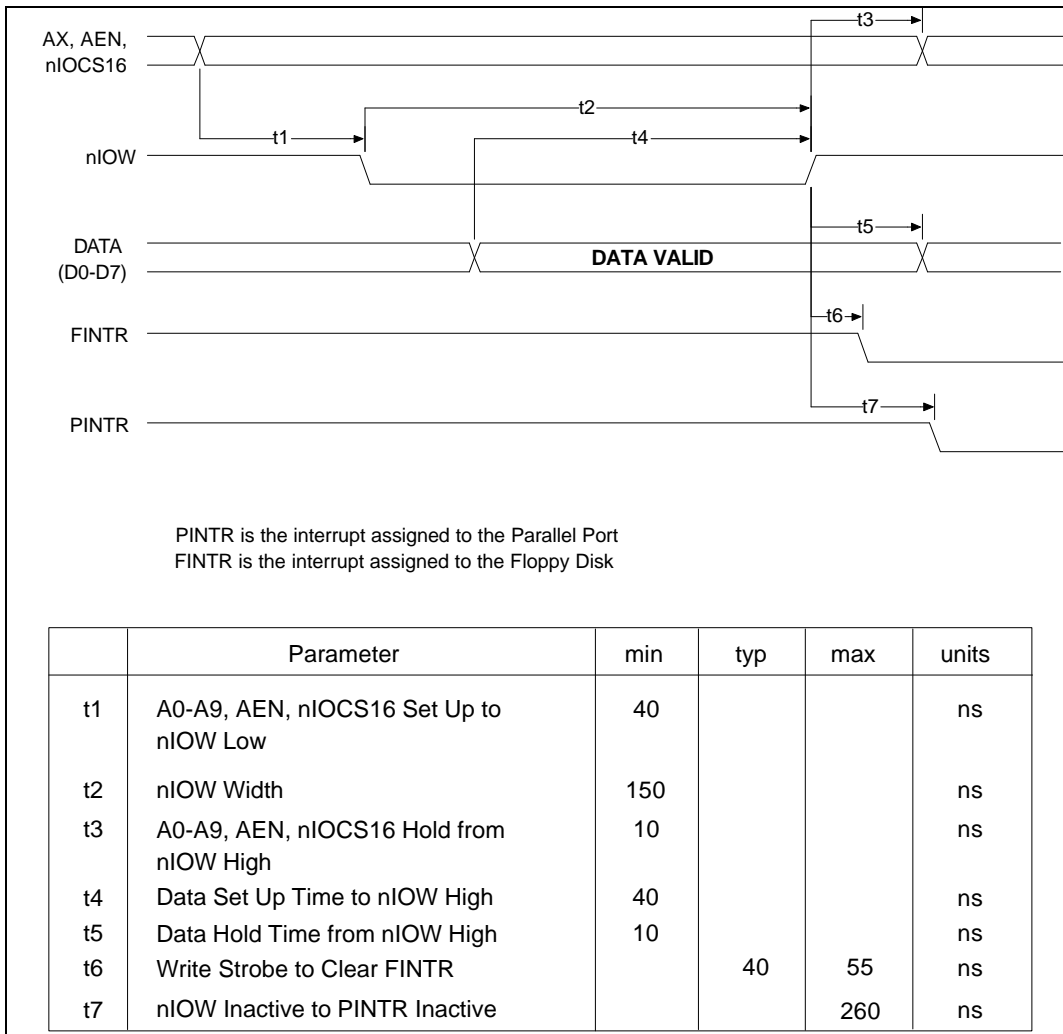 t3
AX, AEN,
nIOCS16
t2
t1
t4
nIOW
t5
DATA
(D0-D7)
DATA VALID
t6
FINTR
t7
PINTR
PINTR is the interrupt assigned to the Parallel Port
FINTR is the interrupt assigned to the Floppy Disk
Parameter min typ max units
t1 A0-A9, AEN, nIOCS16 Set Up to 40 ns
nIOW Low
t2 nIOW Width 150 ns
t3 A0-A9, AEN, nIOCS16 Hold from 10 ns
nIOW High
t4 Data Set Up Time to nIOW High 40 ns
t5 Data Hold Time from nIOW High 10 ns
t6 Write Strobe to Clear FINTR 40 55 ns
t7 nIOW Inactive to PINTR Inactive 260 ns